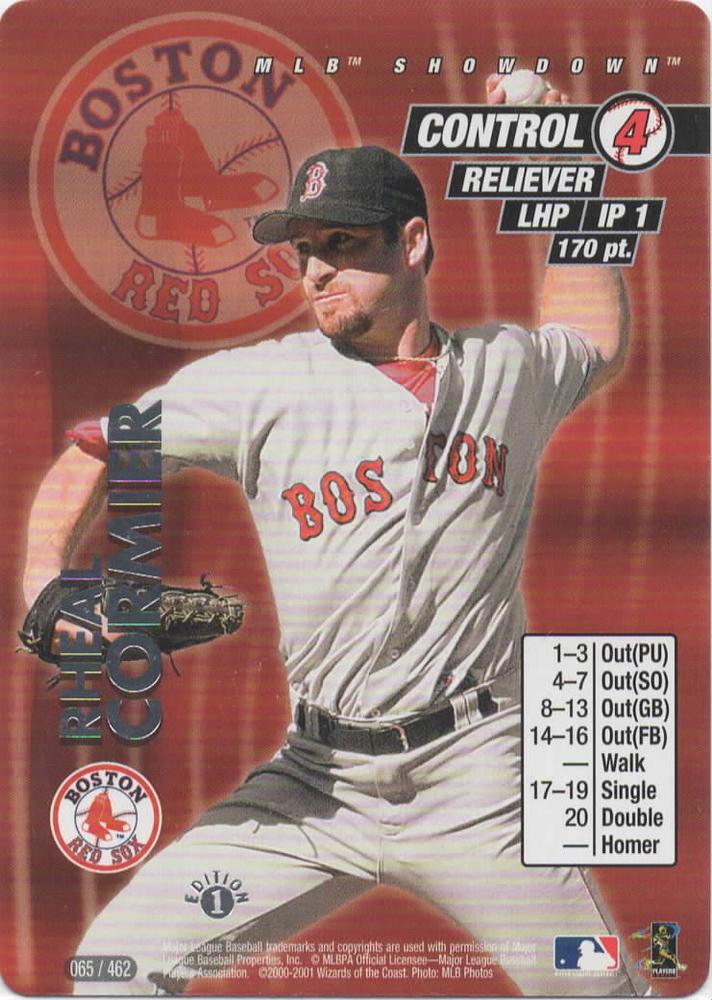 MLB™ SHOWDOWN™
BOSTON
RED SO
CONTROL 4
RELIEVER
LHP IP 1
170 pt.
B
BOSTON
RHEAL
CORMIER
1–3 Out(PU)
4–7 Out(SO)
8–13 Out(GB)
14–16 Out(FB)
— Walk
17–19 Single
20 Double
— Homer
BOSTON
RED SOX
EDITION
1
Major League Baseball trademarks and copyrights are used with permission of Major
League Baseball Properties, Inc. © MLBPA Official Licensee—Major League Baseball
Players Association. ©2000-2001 Wizards of the Coast. Photo: MLB Photos
065 / 462
PLAYERS